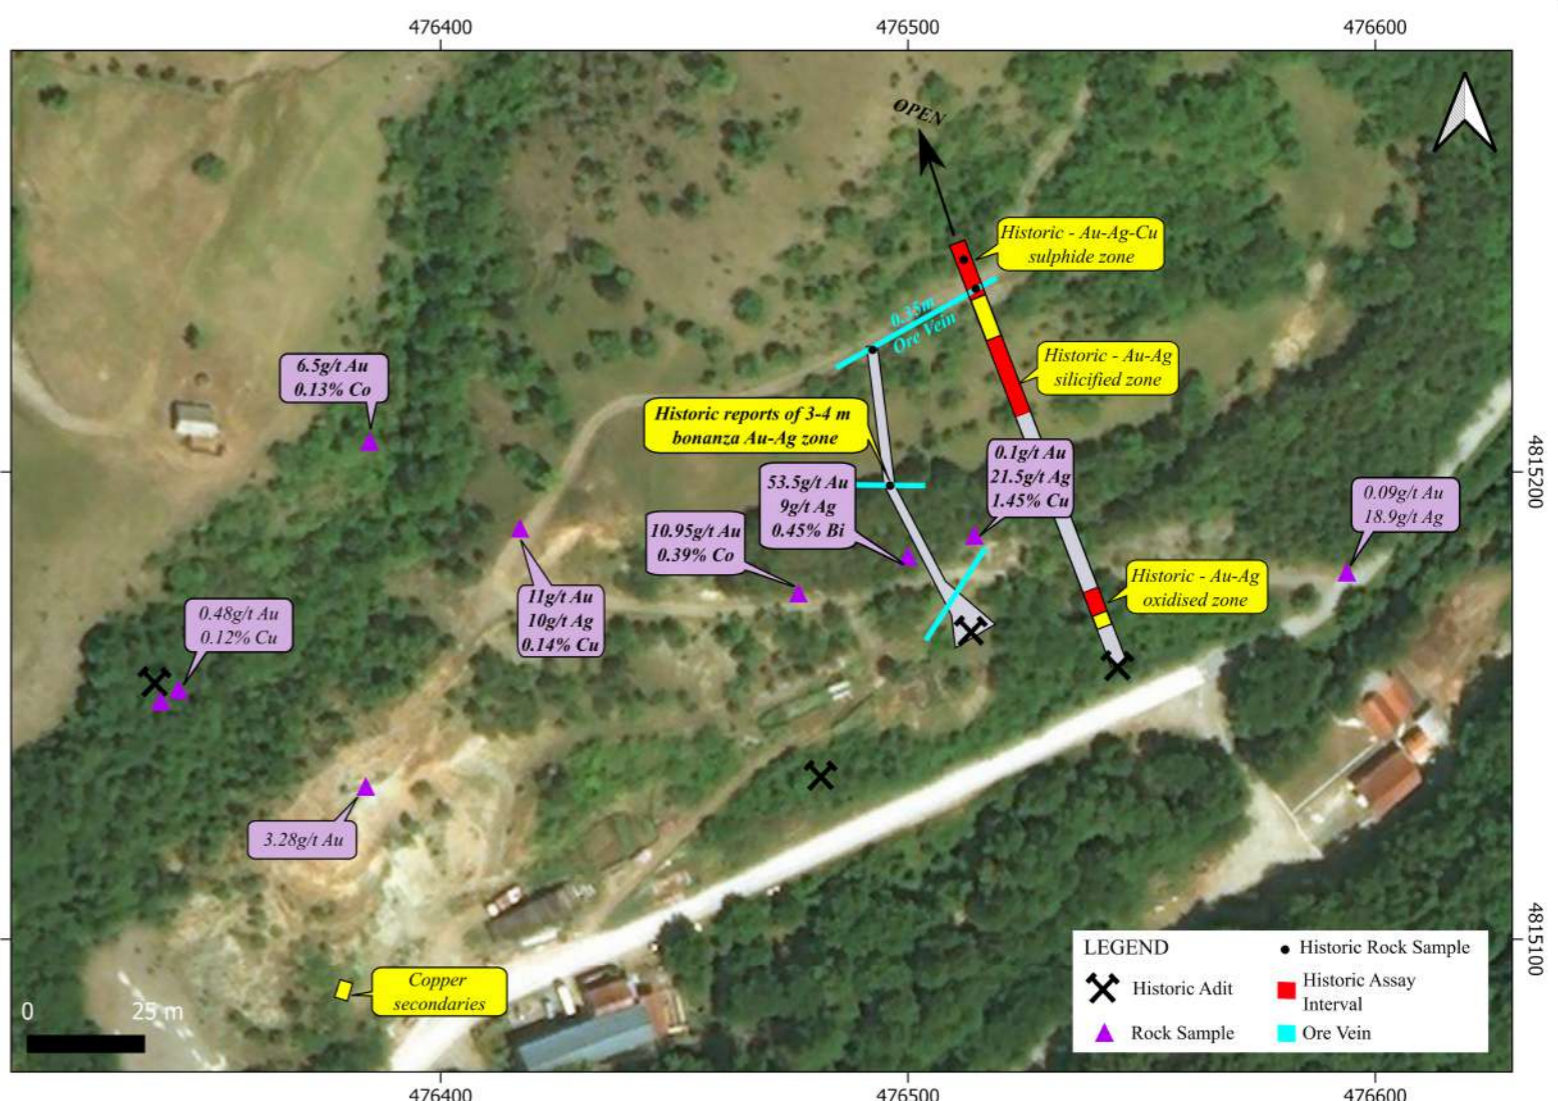 476400
476500
476600
OPEN
Historic - Au-Ag-Cu
sulphide zone
0.35m
Ore Vein
Historic - Au-Ag
silicified zone
6.5g/t Au
0.13% Co
Historic reports of 3-4 m
bonanza Au-Ag zone
0.1g/t Au
21.5g/t Ag
1.45% Cu
53.5g/t Au
9g/t Ag
0.45% Bi
4815200
0.09g/t Au
18.9g/t Ag
10.95g/t Au
0.39% Co
Historic - Au-Ag
oxidised zone
11g/t Au
10g/t Ag
0.14% Cu
0.48g/t Au
0.12% Cu
3.28g/t Au
Copper
secondaries
4815100
0 25 m
LEGEND
Historic Adit
Rock Sample
Historic Rock Sample
Historic Assay
Interval
Ore Vein
476400
476500
476600